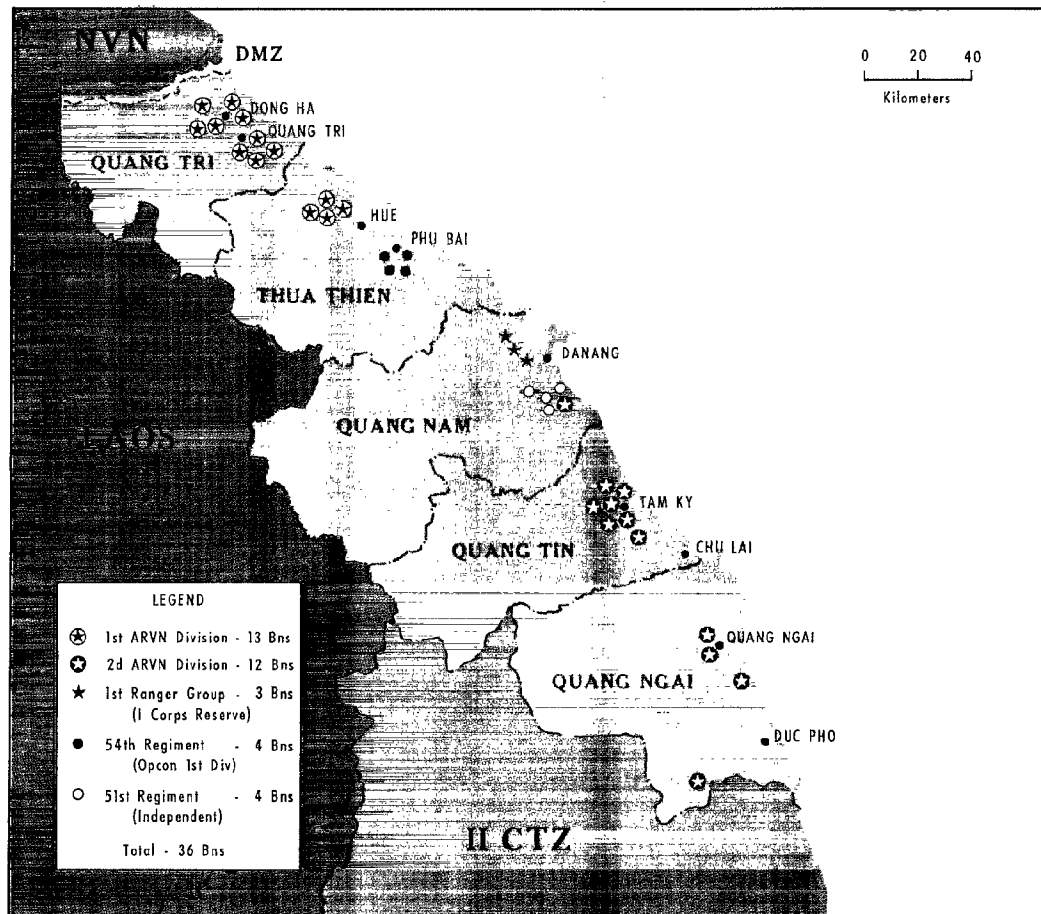 NVN
DMZ
0 20 40
Kilometers
DONG HA
QUANG TRI
QUANG TRI
HUE
PHU BAI
THUA THIEN
DANANG
LAOS
QUANG NAM
TAM KY
QUANG TIN
CHU LAI
LEGEND
1st ARVN Division - 13 Bns
2d ARVN Division - 12 Bns
1st Ranger Group - 3 Bns
(I Corps Reserve)
54th Regiment - 4 Bns
(Opcon 1st Div)
51st Regiment - 4 Bns
(Independent)
Total - 36 Bns
QUANG NGAI
QUANG NGAI
DUC PHO
II CTZ